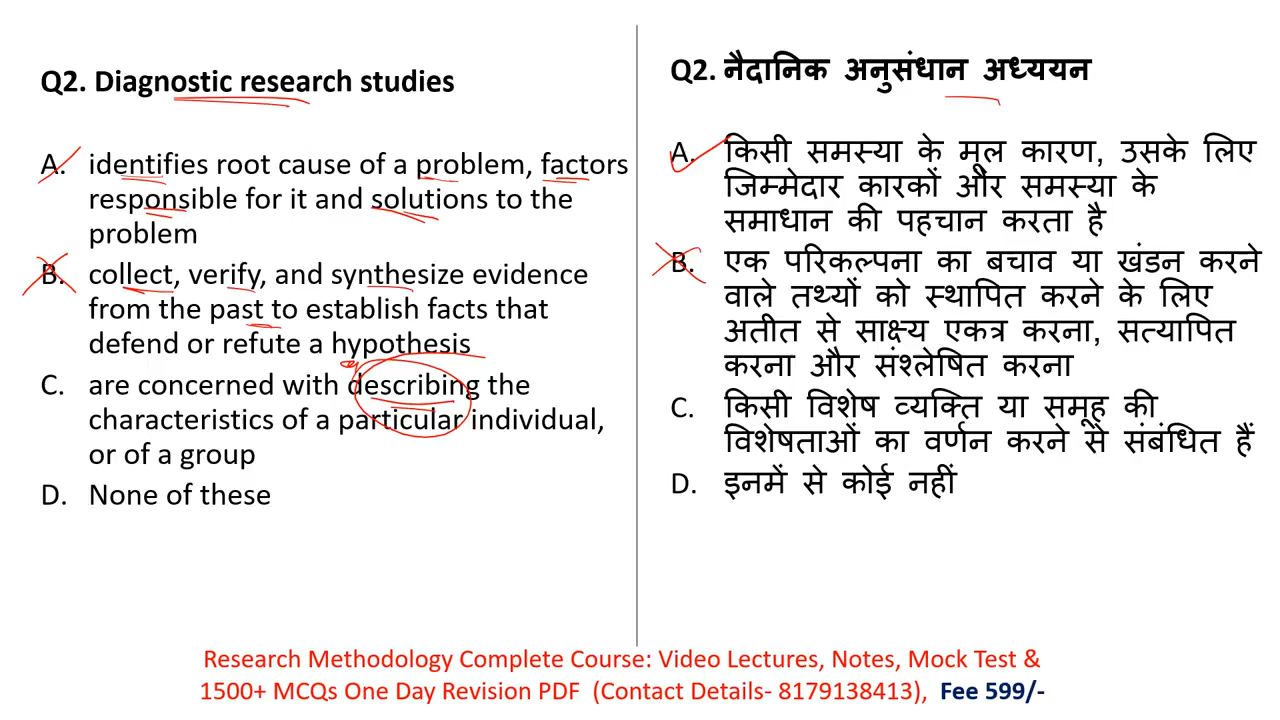 Q2. Diagnostic research studies
A. identifies root cause of a problem, factors
responsible for it and solutions to the
problem
B. collect, verify, and synthesize evidence
from the past to establish facts that
defend or refute a hypothesis
C. are concerned with describing the
characteristics of a particular individual,
or of a group
D. None of these
Q2. नैदानिक अनुसंधान अध्ययन
A. किसी समस्या के मूल कारण, उसके लिए
जिम्मेदार कारकों और समस्या के
समाधान की पहचान करता है
B. एक परिकल्पना का बचाव या खंडन करने
वाले तथ्यों को स्थापित करने के लिए
अतीत से साक्ष्य एकत्र करना, सत्यापित
करना और संश्लेषित करना
C. किसी विशेष व्यक्ति या समूह की
विशेषताओं का वर्णन करने से संबंधित हैं
D. इनमें से कोई नहीं
Research Methodology Complete Course: Video Lectures, Notes, Mock Test &
1500+ MCQs One Day Revision PDF (Contact Details- 8179138413), Fee 599/-